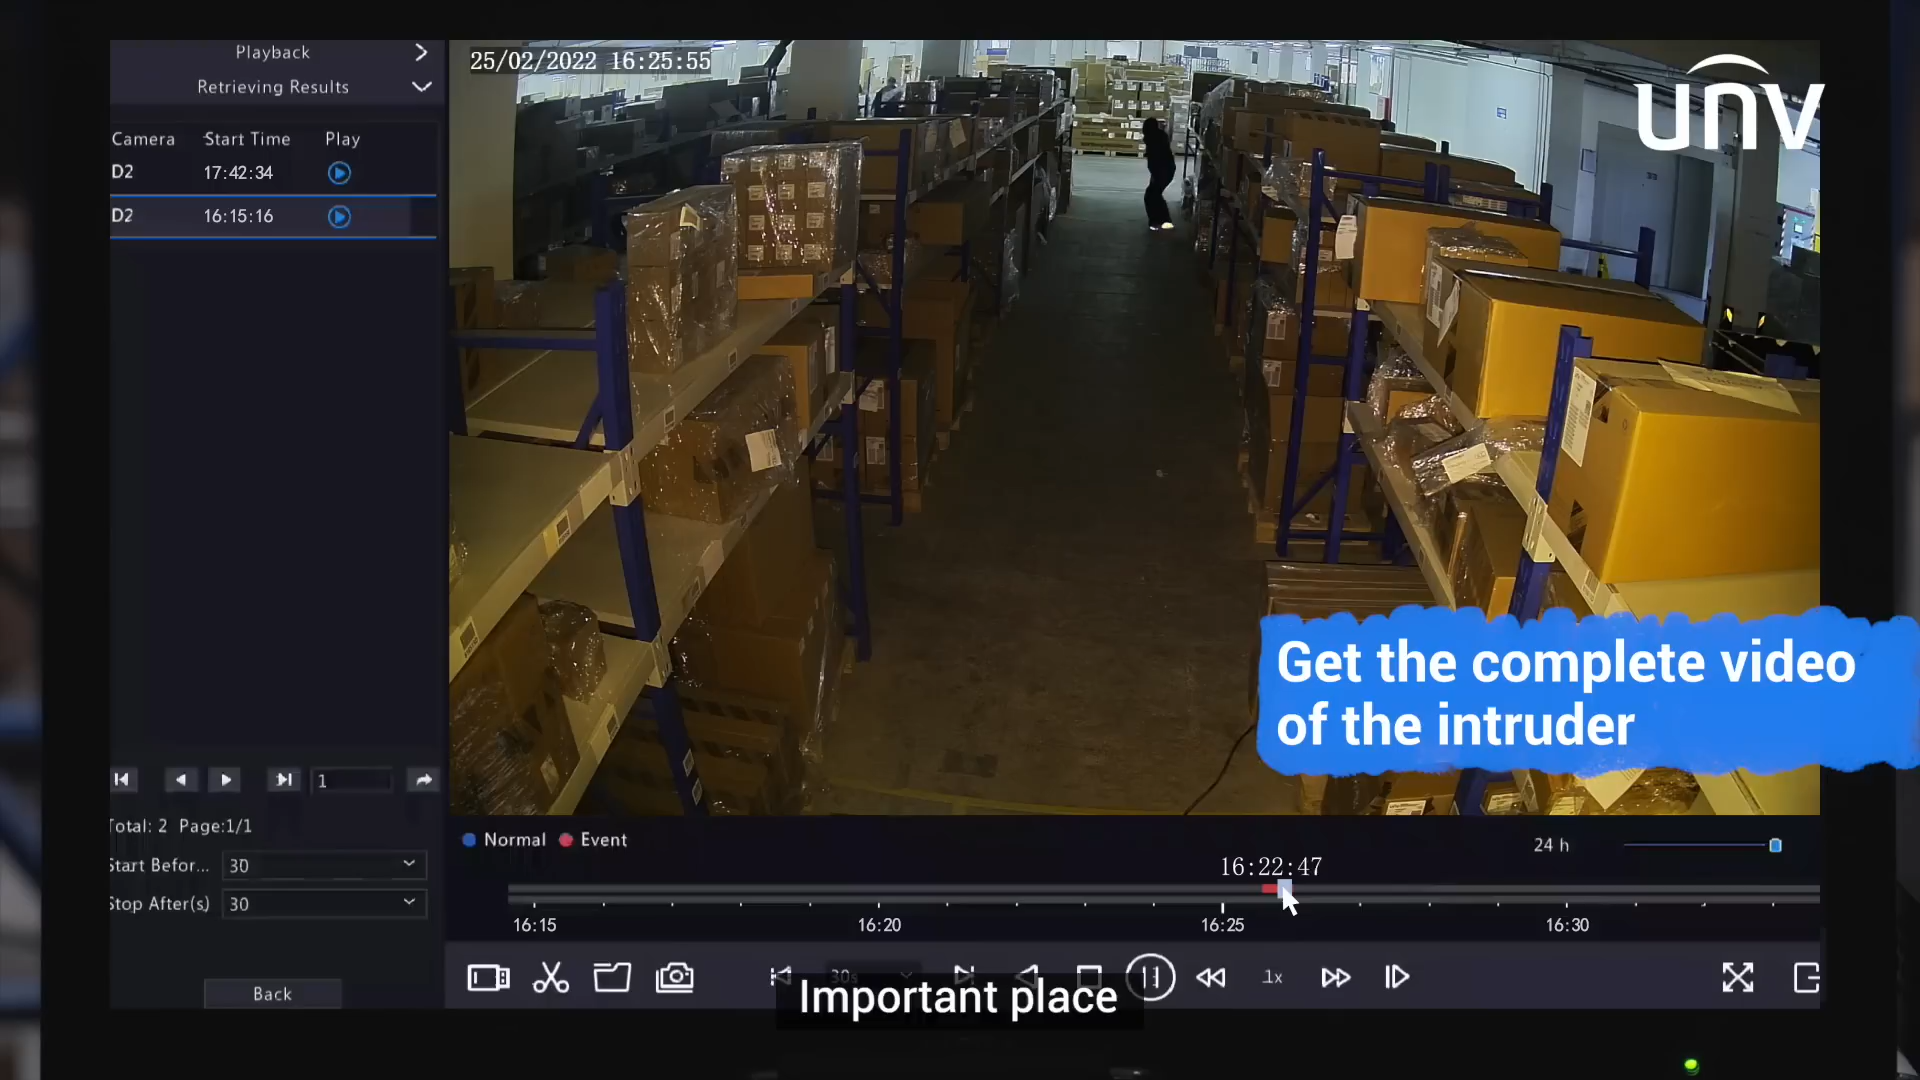 Playback
Retrieving Results
Camera Start Time Play
D2 17:42:34
D2 16:15:16
1
Total: 2 Page:1/1
Start Befor... 30
Stop After(s) 30
Back
25/02/2022 16:25:55
unv
Get the complete video
of the intruder
Normal Event
24 h
16:22:47
16:15 16:20 16:25 16:30
30s
1x
Important place